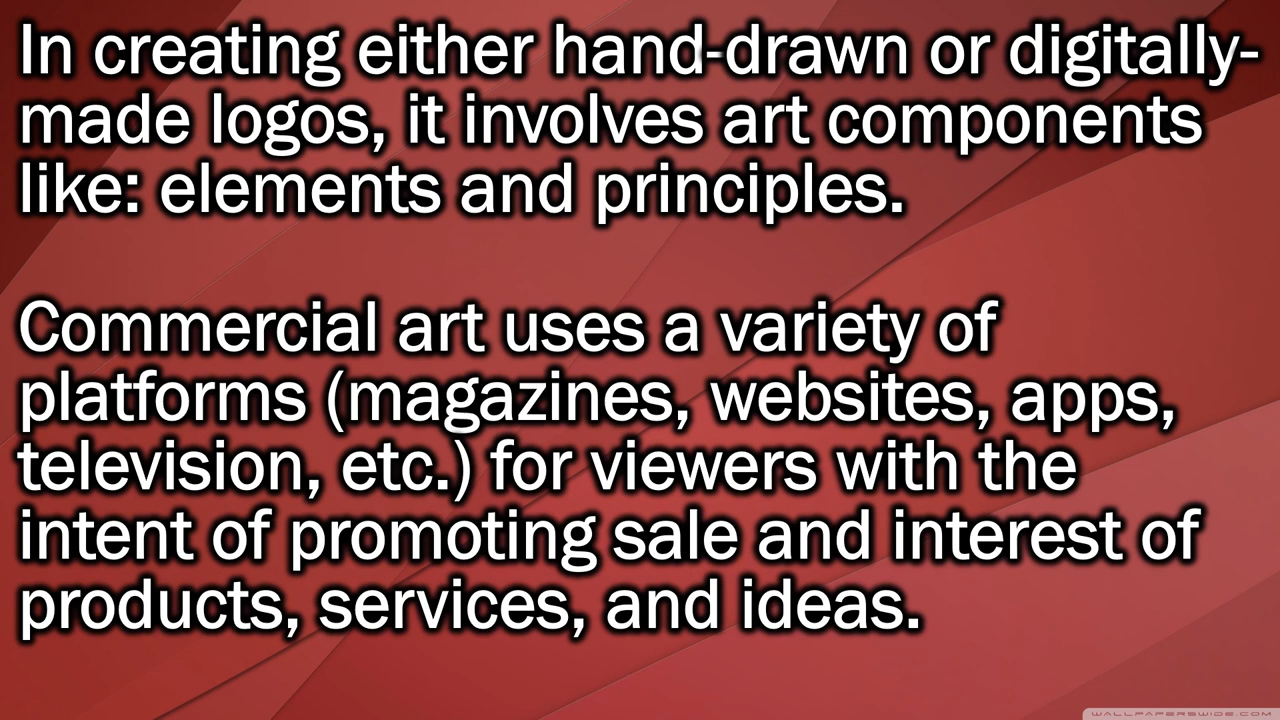 In creating either hand-drawn or digitally-
made logos, it involves art components
like: elements and principles.
Commercial art uses a variety of
platforms (magazines, websites, apps,
television, etc.) for viewers with the
intent of promoting sale and interest of
products, services, and ideas.
WALLPAPERSWIDE.COM